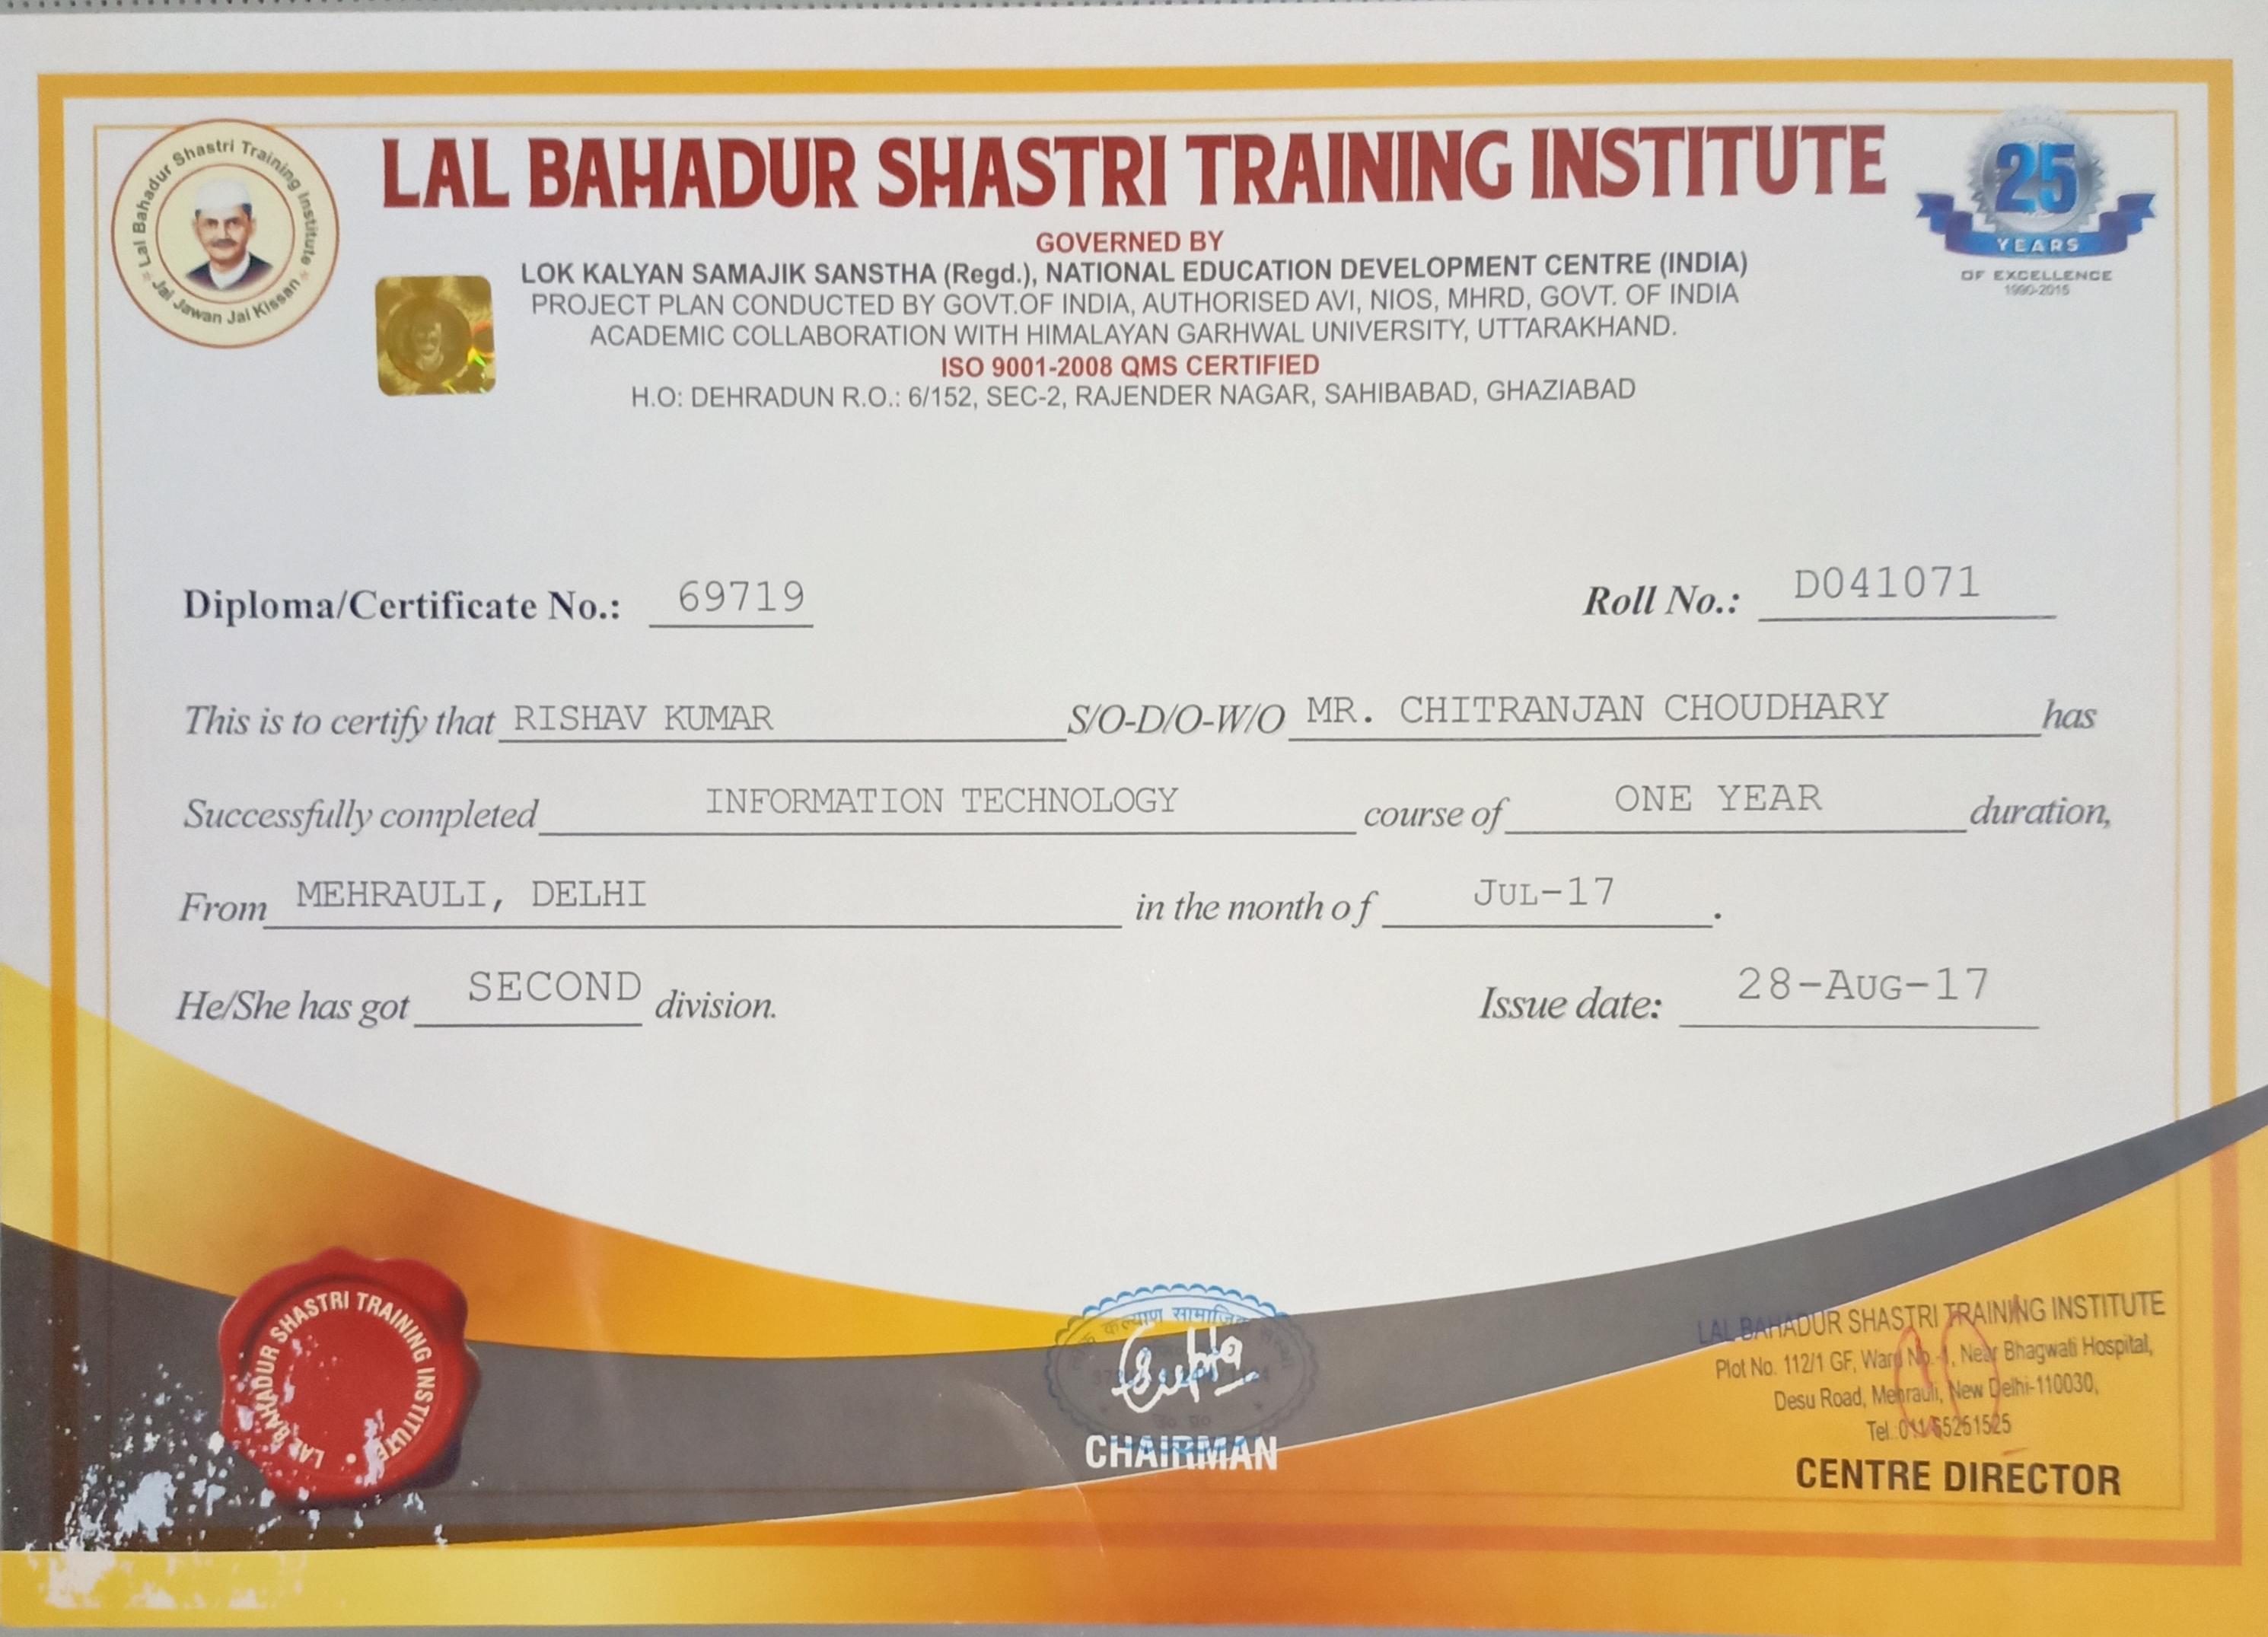 Lal Bahadur Shastri Training Institute
Jai Jawan Jai Kissan
LAL BAHADUR SHASTRI TRAINING INSTITUTE
25
YEARS
OF EXCELLENCE
1990-2015
GOVERNED BY
LOK KALYAN SAMAJIK SANSTHA (Regd.), NATIONAL EDUCATION DEVELOPMENT CENTRE (INDIA)
PROJECT PLAN CONDUCTED BY GOVT.OF INDIA, AUTHORISED AVI, NIOS, MHRD, GOVT. OF INDIA
ACADEMIC COLLABORATION WITH HIMALAYAN GARHWAL UNIVERSITY, UTTARAKHAND.
ISO 9001-2008 QMS CERTIFIED
H.O: DEHRADUN R.O.: 6/152, SEC-2, RAJENDER NAGAR, SAHIBABAD, GHAZIABAD
Diploma/Certificate No.: 69719 Roll No.: D041071
This is to certify that RISHAV KUMAR S/O-D/O-W/O MR. CHITRANJAN CHOUDHARY has
Successfully completed INFORMATION TECHNOLOGY course of ONE YEAR duration,
From MEHRAULI, DELHI in the month of JUL-17.
He/She has got SECOND division. Issue date: 28-AUG-17
LAL BAHADUR SHASTRI TRAINING INSTITUTE
कल्याण सामाजिक
CHAIRMAN
LAL BAHADUR SHASTRI TRAINING INSTITUTE
Plot No. 112/1 GF, Ward No.-1, Near Bhagwati Hospital,
Desu Road, Mehrauli, New Delhi-110030,
Tel.:011-65251525
CENTRE DIRECTOR